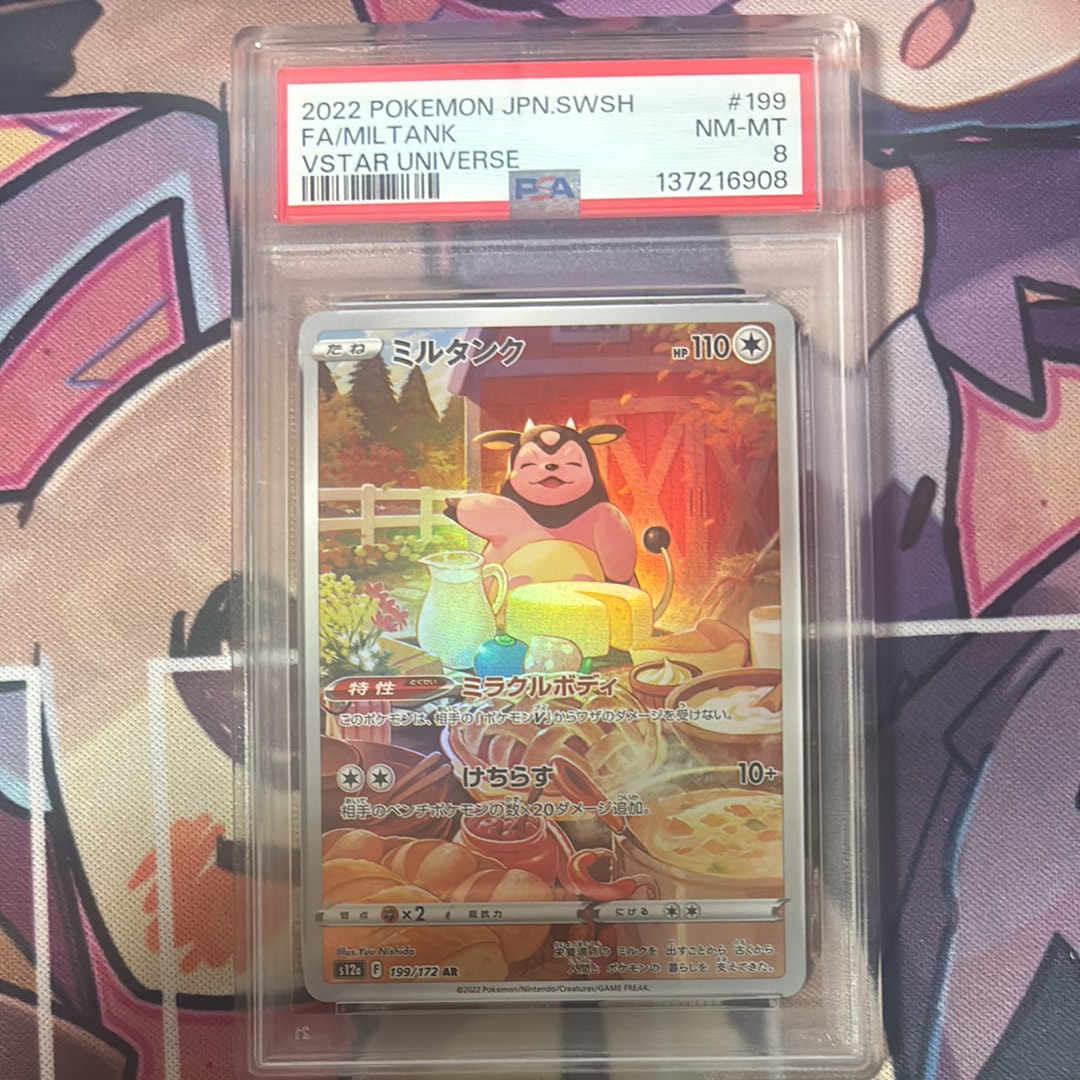 2022 POKEMON JPN.SWSH #199
FA/MILTANK NM-MT
VSTAR UNIVERSE 8
PSA 137216908
たね ミルタンク HP 110
特性 とくせい ミラクルボディ
このポケモンは、相手の「ポケモンV」からワザのダメージを受けない。
けちらす 10+
相手のベンチポケモンの数×20ダメージ追加。
弱点 ×2 抵抗力 にげる
Illus. Yuu Nishida
栄養満点の ミルクを 出すことから 古くから
人間と ポケモンの 暮らしを 支えてきた。
s12a F 199/172 AR
©2022 Pokémon/Nintendo/Creatures/GAME FREAK.